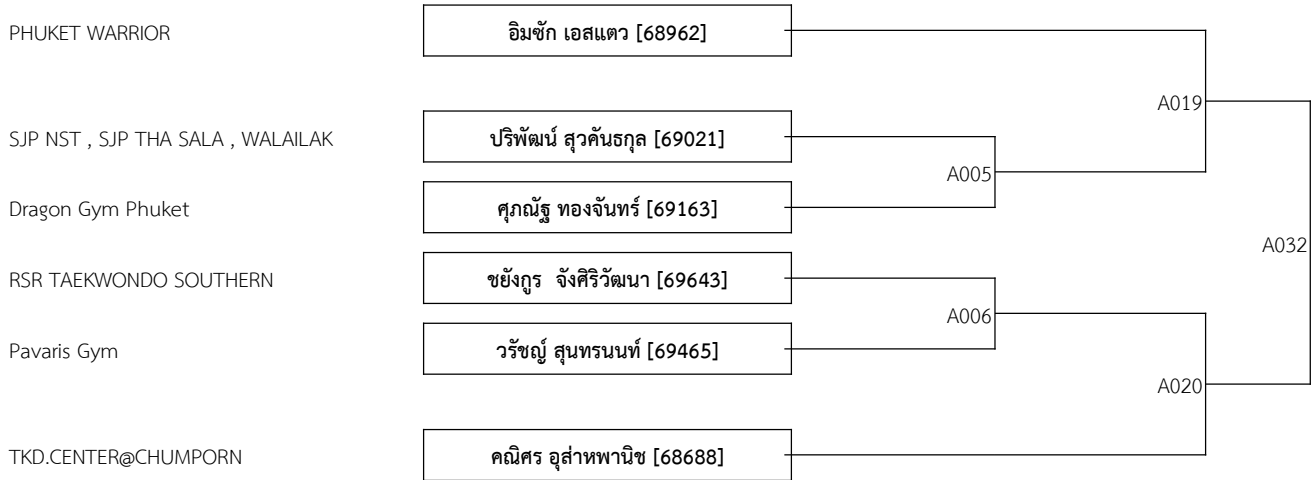 PHUKET WARRIOR อิมซัก เอสแตว [68962]
A019
SJP NST , SJP THA SALA , WALAILAK ปริพัฒน์ สุวคันธกุล [69021]
A005
Dragon Gym Phuket ศุภณัฐ ทองจันทร์ [69163]
A032
RSR TAEKWONDO SOUTHERN ชยังกูร  จังศิริวัฒนา [69643]
A006
Pavaris Gym วรัชญ์ สุนทรนนท์ [69465]
A020
TKD.CENTER@CHUMPORN คณิศร อุส่าหพานิช [68688]